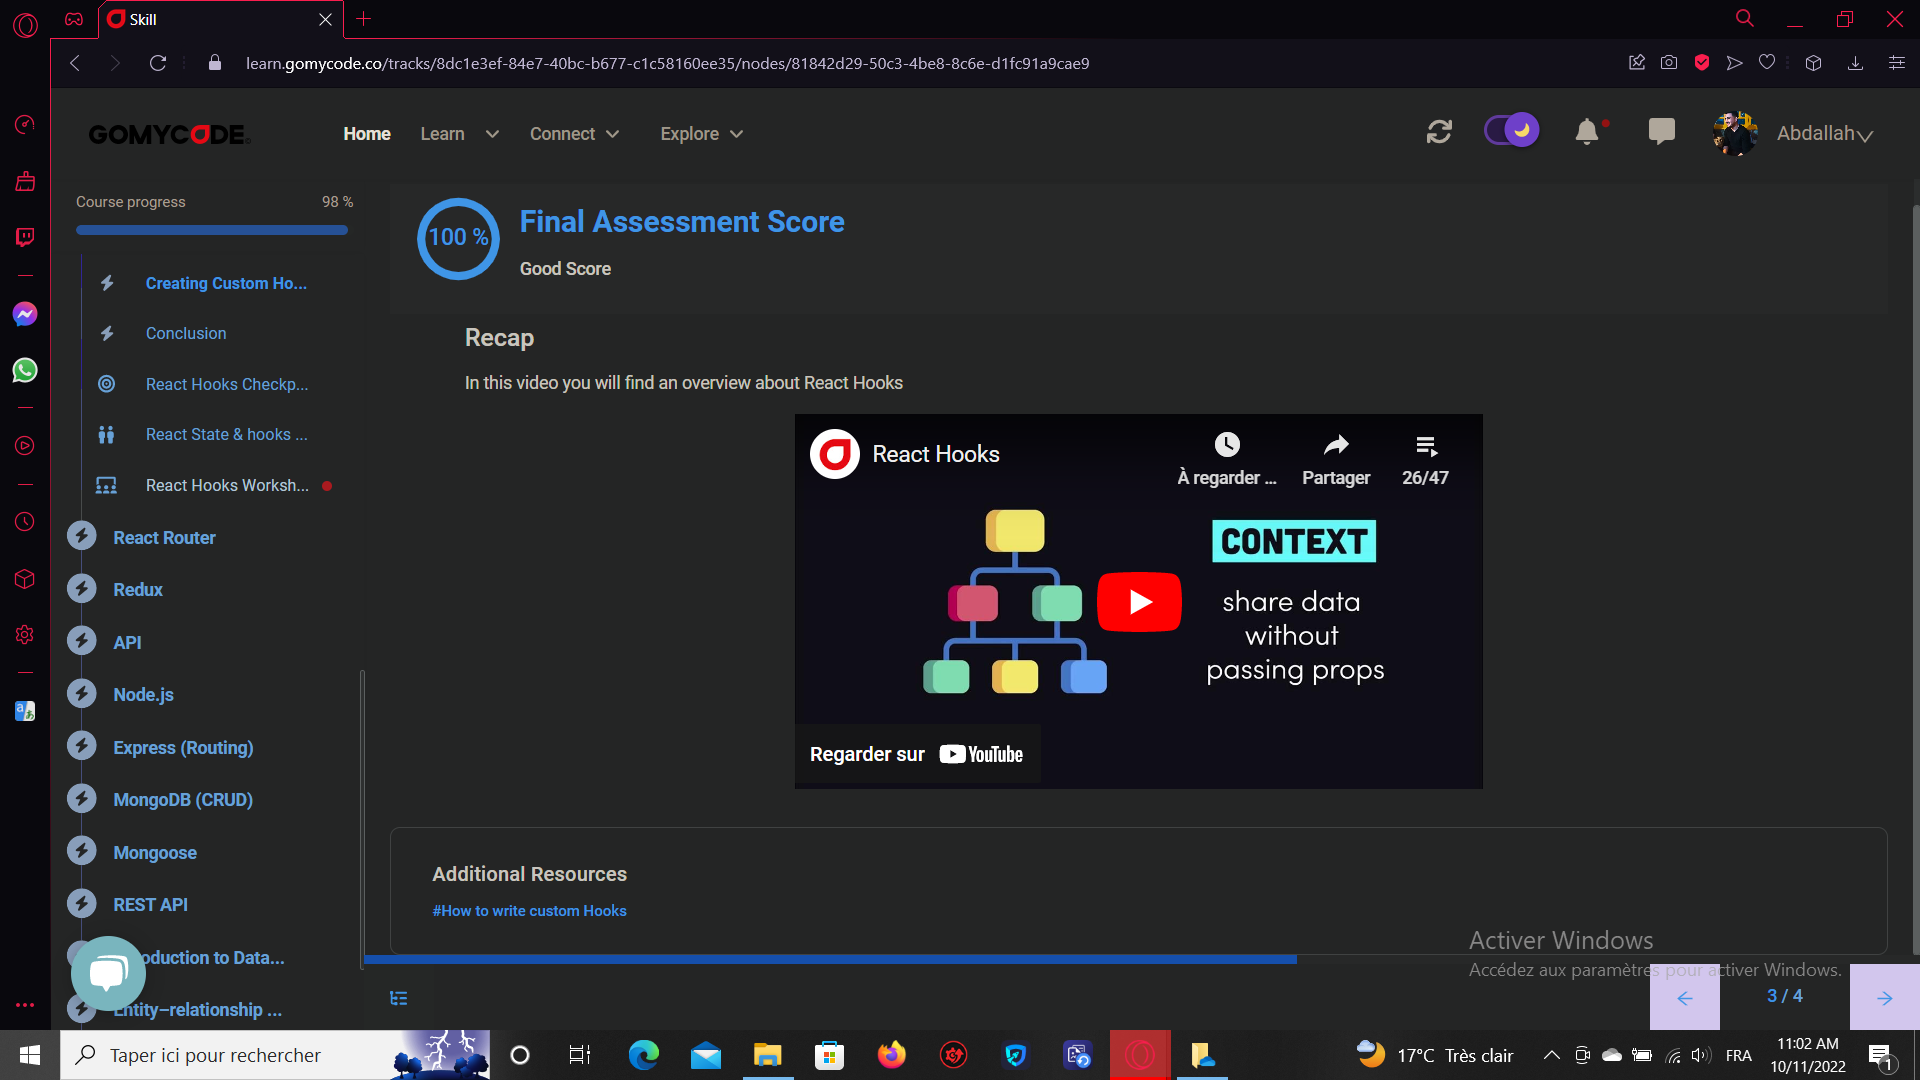 Skill
learn.gomycode.co/tracks/8dc1e3ef-84e7-40bc-b677-c1c58160ee35/nodes/81842d29-50c3-4be8-8c6e-d1fc91a9cae9
GOMYCODE
Home
Learn
Connect
Explore
Abdallah
Course progress
98 %
Creating Custom Ho...
Conclusion
React Hooks Checkp...
React State & hooks ...
React Hooks Worksh...
React Router
Redux
API
Node.js
Express (Routing)
MongoDB (CRUD)
Mongoose
REST API
oduction to Data...
Entity–relationship ...
100 %
Final Assessment Score
Good Score
Recap
In this video you will find an overview about React Hooks
React Hooks
À regarder ...
Partager
26/47
CONTEXT
share data
without
passing props
Regarder sur YouTube
Additional Resources
#How to write custom Hooks
Activer Windows
Accédez aux paramètres pour activer Windows.
3 / 4
Taper ici pour rechercher
17°C Très clair
FRA
11:02 AM
10/11/2022
1